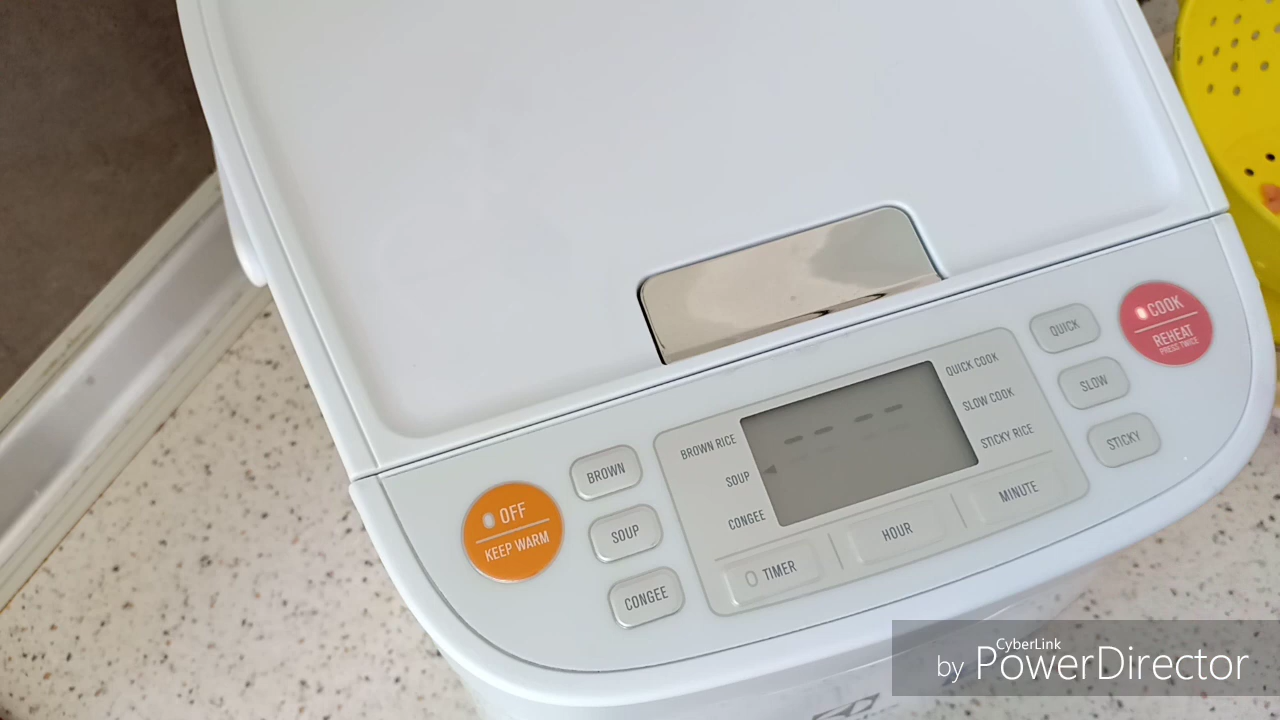 OFF
KEEP WARM
BROWN
SOUP
CONGEE
BROWN RICE
SOUP
CONGEE
-- --
QUICK COOK
SLOW COOK
STICKY RICE
TIMER
HOUR
MINUTE
QUICK
SLOW
STICKY
COOK
REHEAT
PRESS TWICE
by CyberLink
PowerDirector